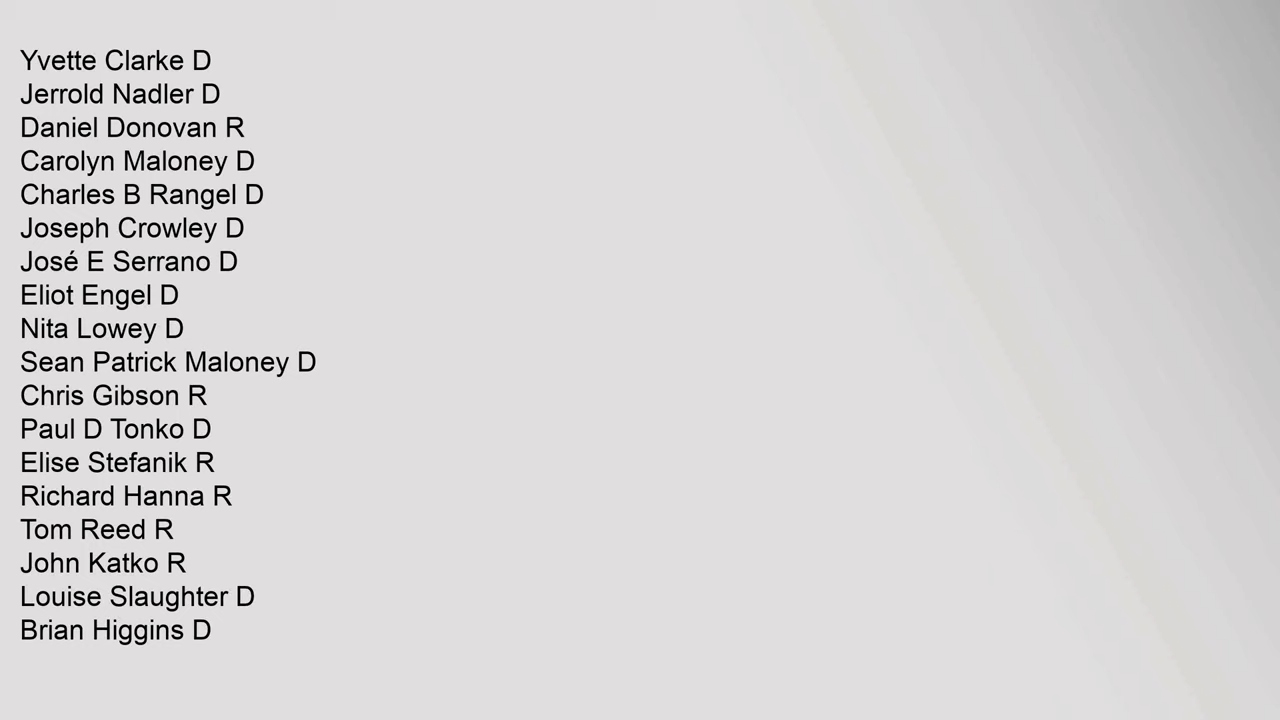 Yvette Clarke D
Jerrold Nadler D
Daniel Donovan R
Carolyn Maloney D
Charles B Rangel D
Joseph Crowley D
José E Serrano D
Eliot Engel D
Nita Lowey D
Sean Patrick Maloney D
Chris Gibson R
Paul D Tonko D
Elise Stefanik R
Richard Hanna R
Tom Reed R
John Katko R
Louise Slaughter D
Brian Higgins D